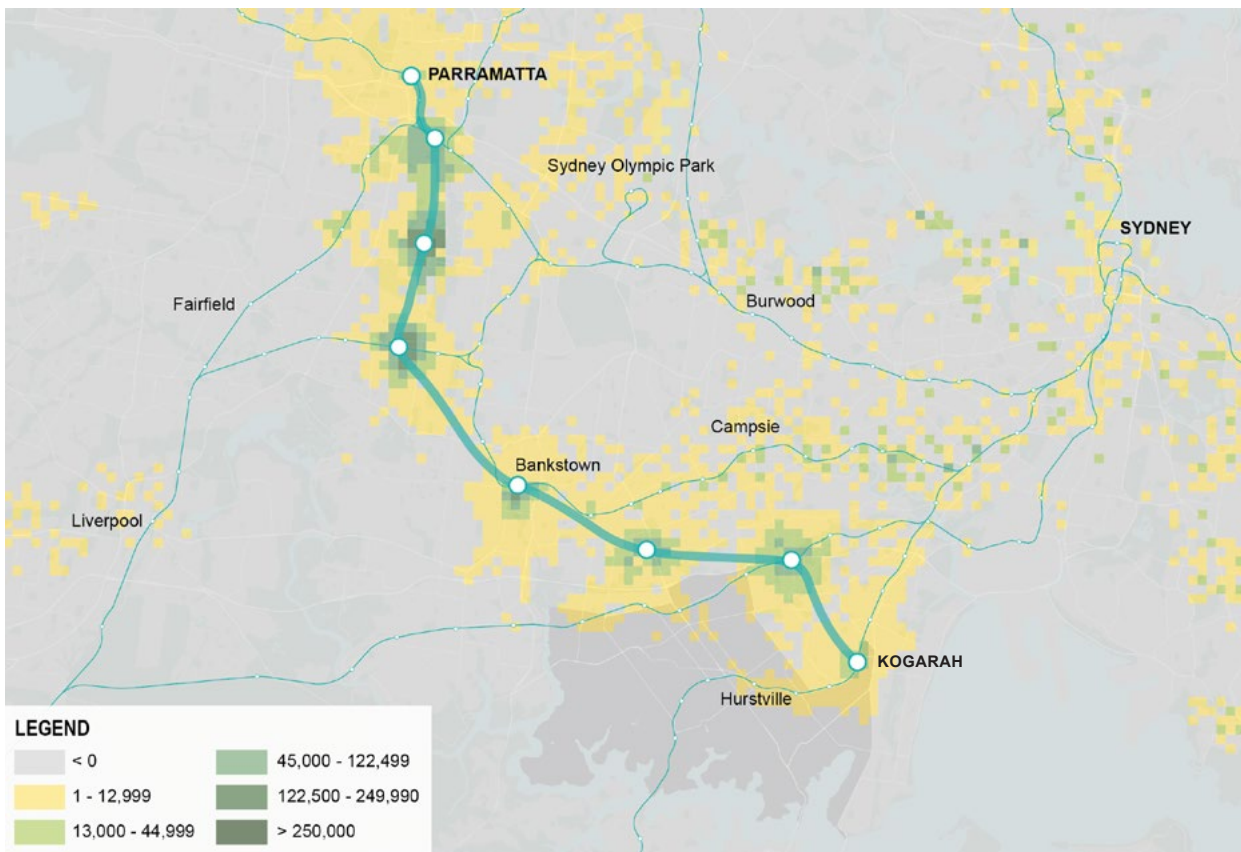 PARRAMATTA
Sydney Olympic Park
SYDNEY
Fairfield
Burwood
Campsie
Bankstown
Liverpool
KOGARAH
Hurstville
LEGEND
< 0
1 - 12,999
13,000 - 44,999
45,000 - 122,499
122,500 - 249,990
> 250,000